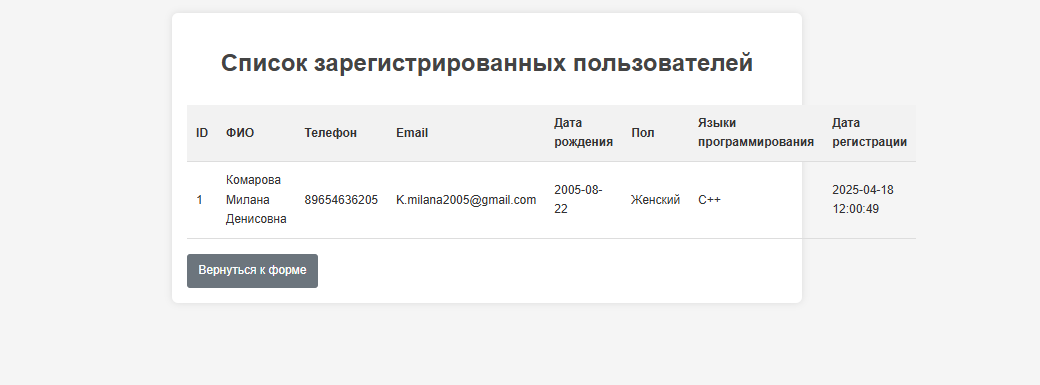 Список зарегистрированных пользователей
ID ФИО Телефон Email Дата рождения Пол Языки программирования Дата регистрации
1 Комарова Милана Денисовна 89654636205 K.milana2005@gmail.com 2005-08-22 Женский C++ 2025-04-18 12:00:49
Вернуться к форме